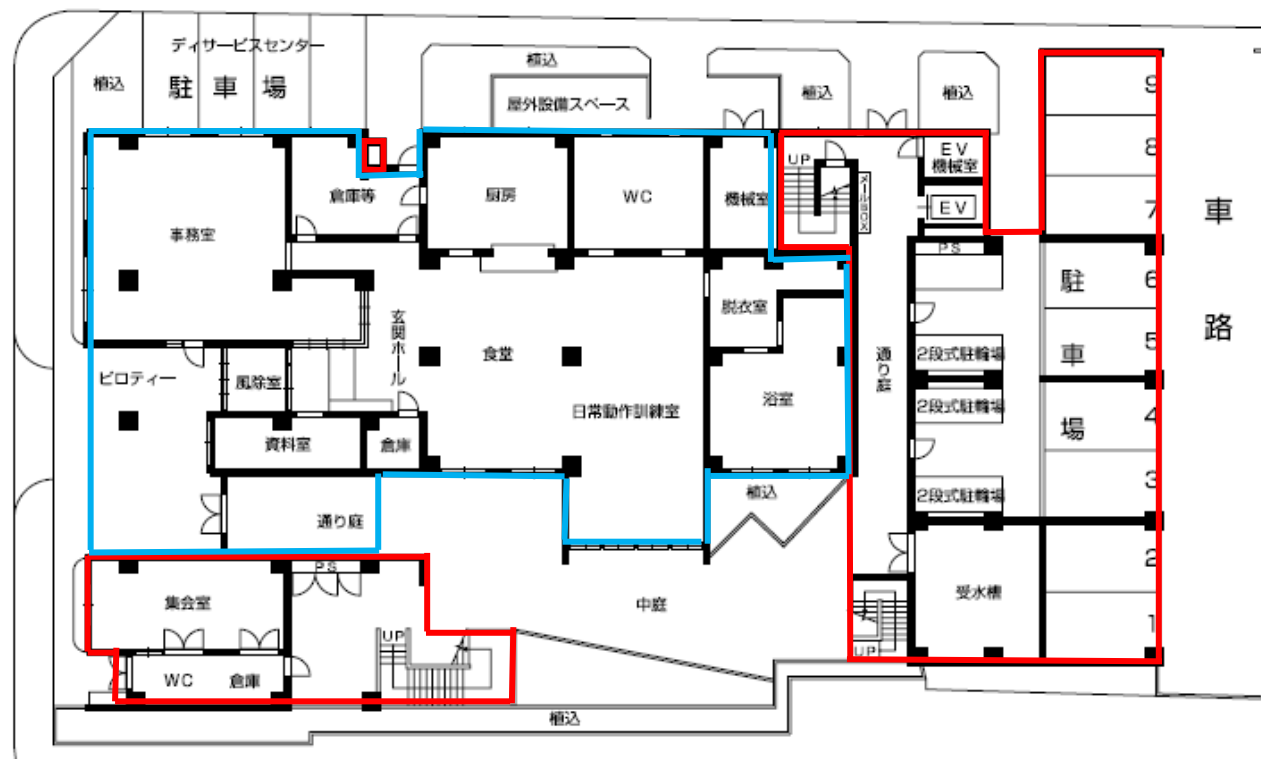 ディサービスセンター
駐車場
植込
植込
屋外設備スペース
植込
植込
9
8
7
6
5
4
3
2
1
車路
UP
メールBOX
EV
機械室
EV
PS
倉庫等
厨房
WC
機械室
事務室
脱衣室
玄関ホール
食堂
通り庭
2段式駐輪場
2段式駐輪場
2段式駐輪場
駐車場
ピロティー
風除室
浴室
日常動作訓練室
資料室
倉庫
通り庭
植込
PS
集会室
中庭
受水槽
UP
UP
WC
倉庫
植込